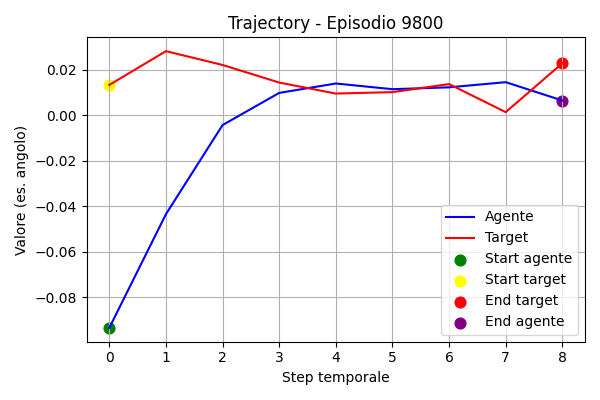 Trajectory - Episodio 9800
Valore (es. angolo)
0.02
0.00
−0.02
−0.04
−0.06
−0.08
Agente
Target
Start agente
Start target
End target
End agente
0 1 2 3 4 5 6 7 8
Step temporale